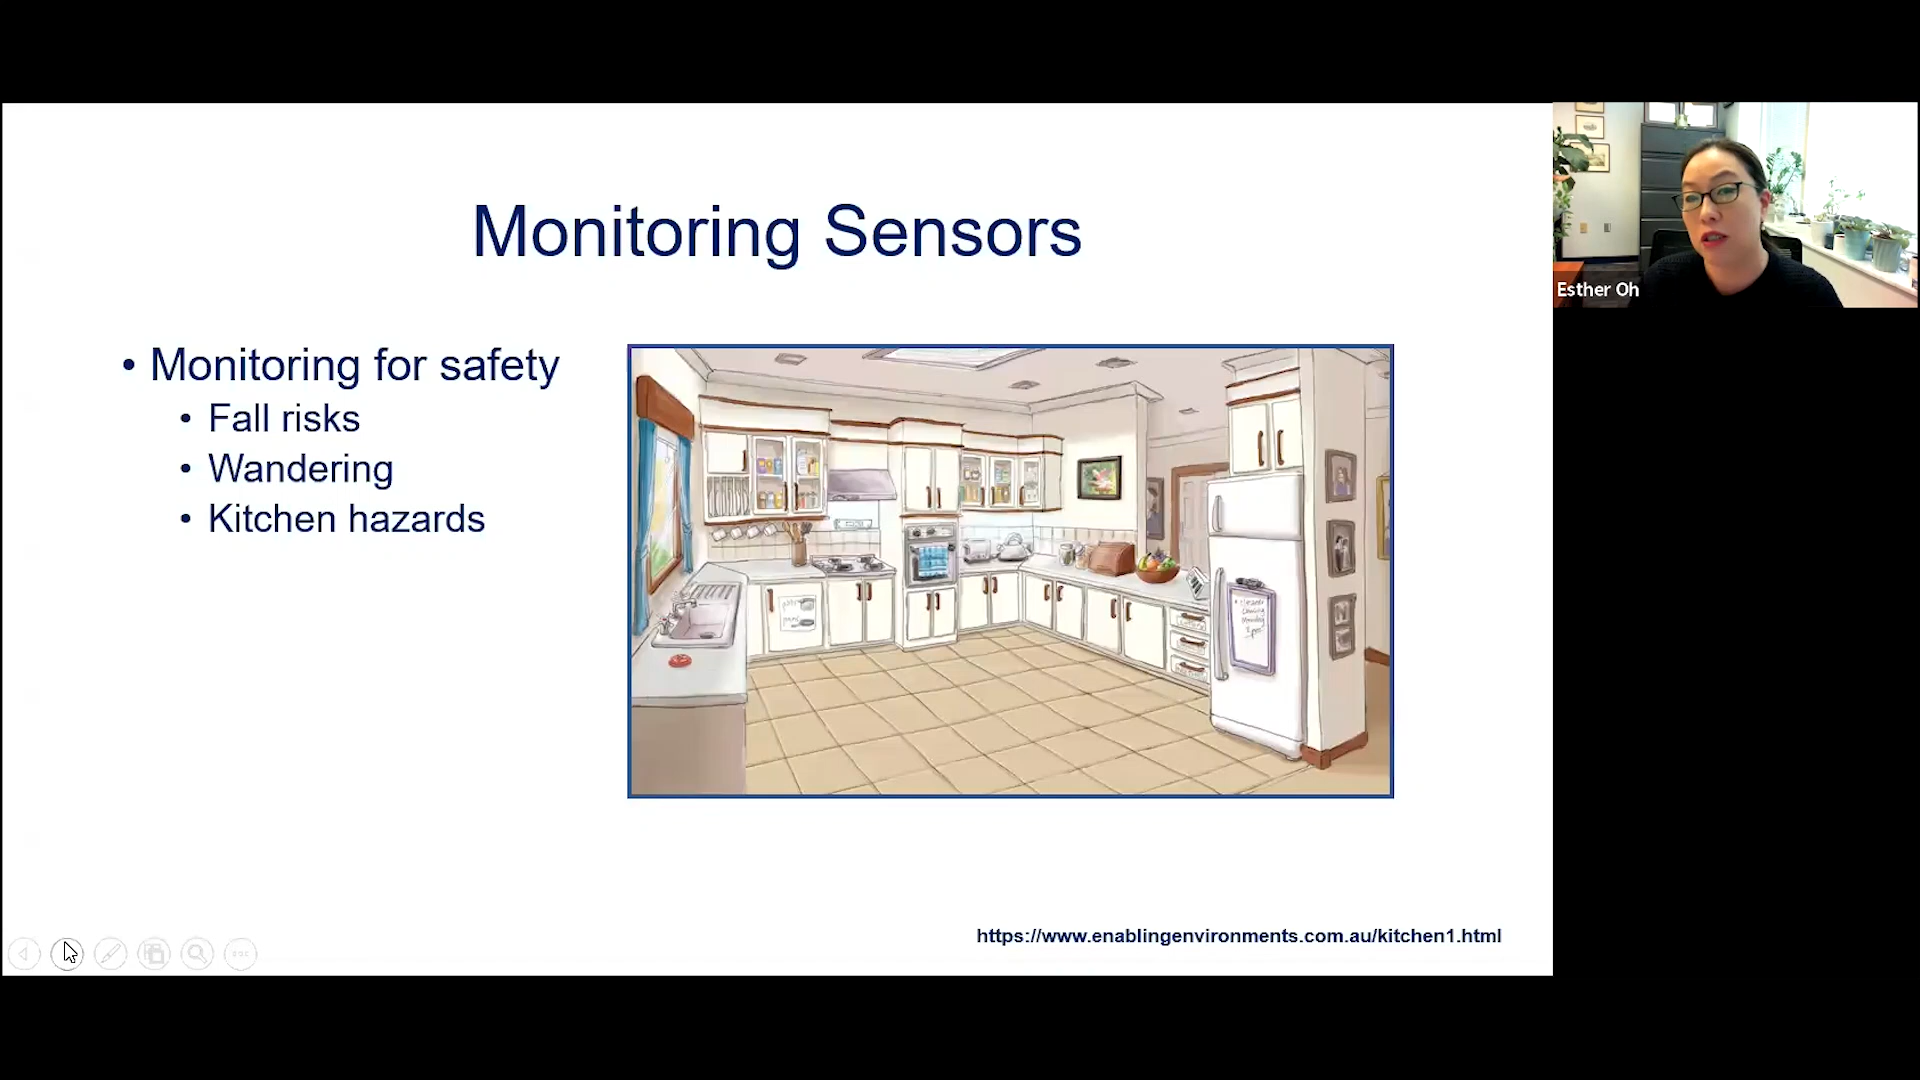 Monitoring Sensors
• Monitoring for safety
• Fall risks
• Wandering
• Kitchen hazards
https://www.enablingenvironments.com.au/kitchen1.html
Esther Oh